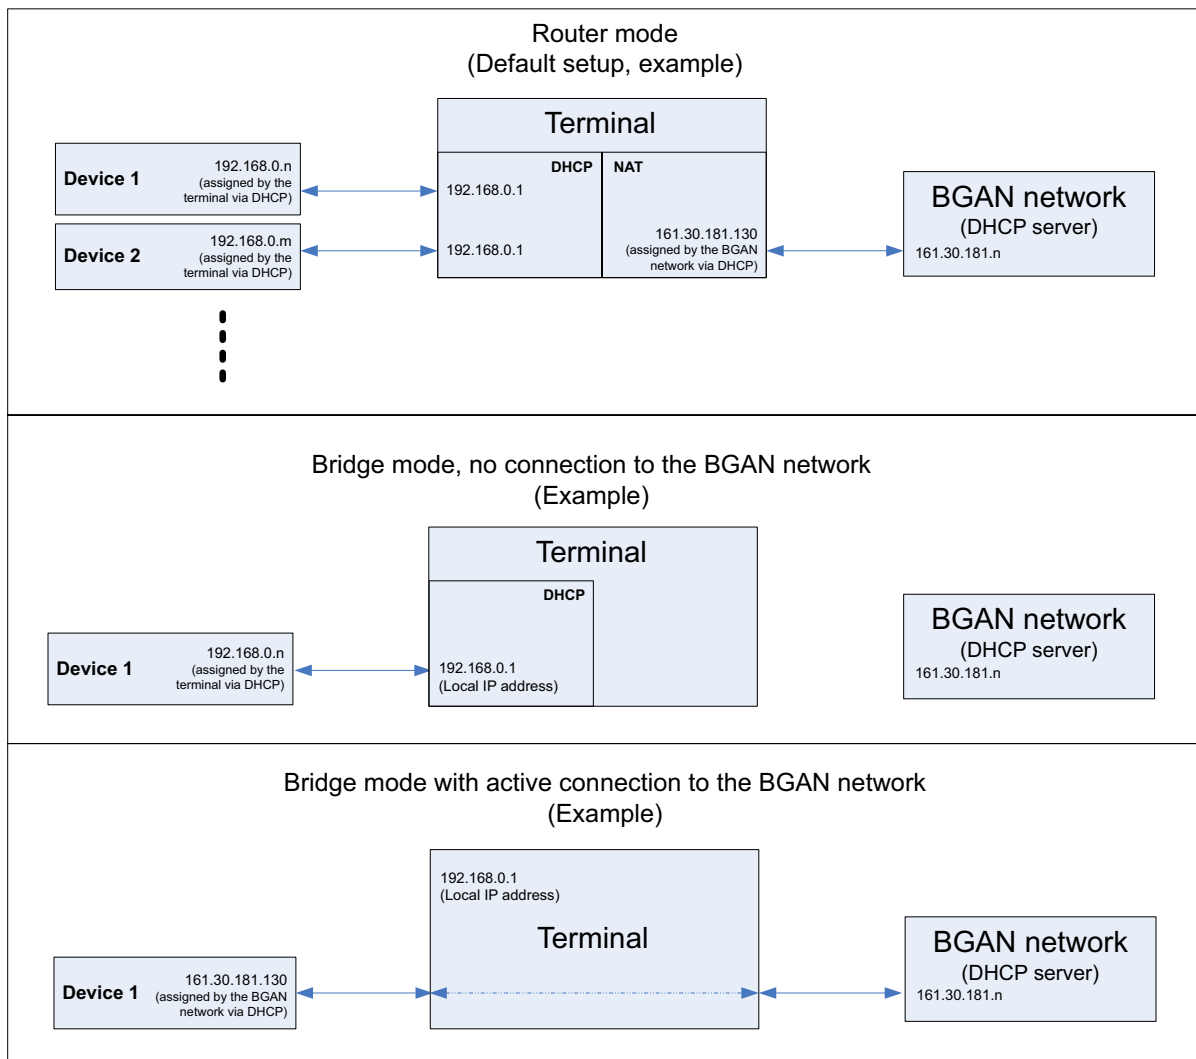 Router mode
(Default setup, example)
Terminal
DHCP
NAT
Device 1
192.168.0.n
(assigned by the
terminal via DHCP)
192.168.0.1
Device 2
192.168.0.m
(assigned by the
terminal via DHCP)
192.168.0.1
161.30.181.130
(assigned by the BGAN
network via DHCP)
BGAN network
(DHCP server)
161.30.181.n
Bridge mode, no connection to the BGAN network
(Example)
Terminal
DHCP
Device 1
192.168.0.n
(assigned by the
terminal via DHCP)
192.168.0.1
(Local IP address)
BGAN network
(DHCP server)
161.30.181.n
Bridge mode with active connection to the BGAN network
(Example)
192.168.0.1
(Local IP address)
Terminal
Device 1
161.30.181.130
(assigned by the BGAN
network via DHCP)
BGAN network
(DHCP server)
161.30.181.n